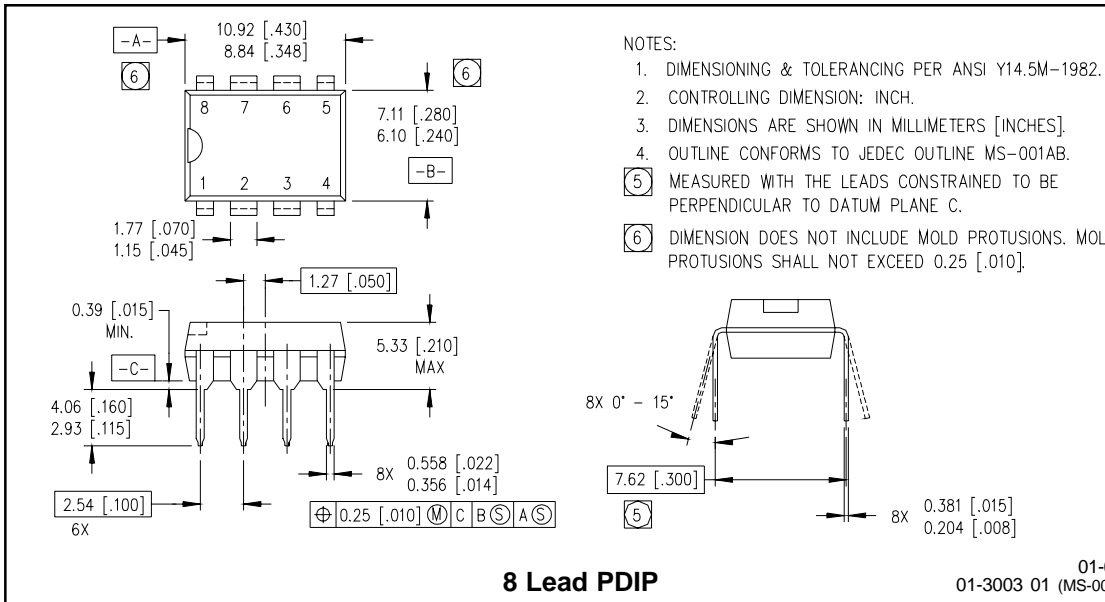 10.92 [.430]
8.84 [.348]
-A-
6
6
8 7 6 5
1 2 3 4
7.11 [.280]
6.10 [.240]
-B-
1.77 [.070]
1.15 [.045]
1.27 [.050]
0.39 [.015]
MIN.
-C-
5.33 [.210]
MAX
4.06 [.160]
2.93 [.115]
2.54 [.100]
6X
8X 0.558 [.022]
0.356 [.014]
⌖ 0.25 [.010] Ⓜ C B Ⓢ A Ⓢ
NOTES:
1. DIMENSIONING & TOLERANCING PER ANSI Y14.5M-1982.
2. CONTROLLING DIMENSION: INCH.
3. DIMENSIONS ARE SHOWN IN MILLIMETERS [INCHES].
4. OUTLINE CONFORMS TO JEDEC OUTLINE MS-001AB.
5 MEASURED WITH THE LEADS CONSTRAINED TO BE
PERPENDICULAR TO DATUM PLANE C.
6 DIMENSION DOES NOT INCLUDE MOLD PROTUSIONS. MOL
PROTUSIONS SHALL NOT EXCEED 0.25 [.010].
8X 0° - 15°
7.62 [.300]
5
8X 0.381 [.015]
0.204 [.008]
8 Lead PDIP
01-
01-3003 01 (MS-00